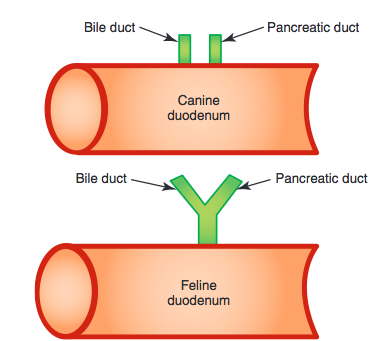 Bile duct
Pancreatic duct
Canine
duodenum
Bile duct
Pancreatic duct
Feline
duodenum